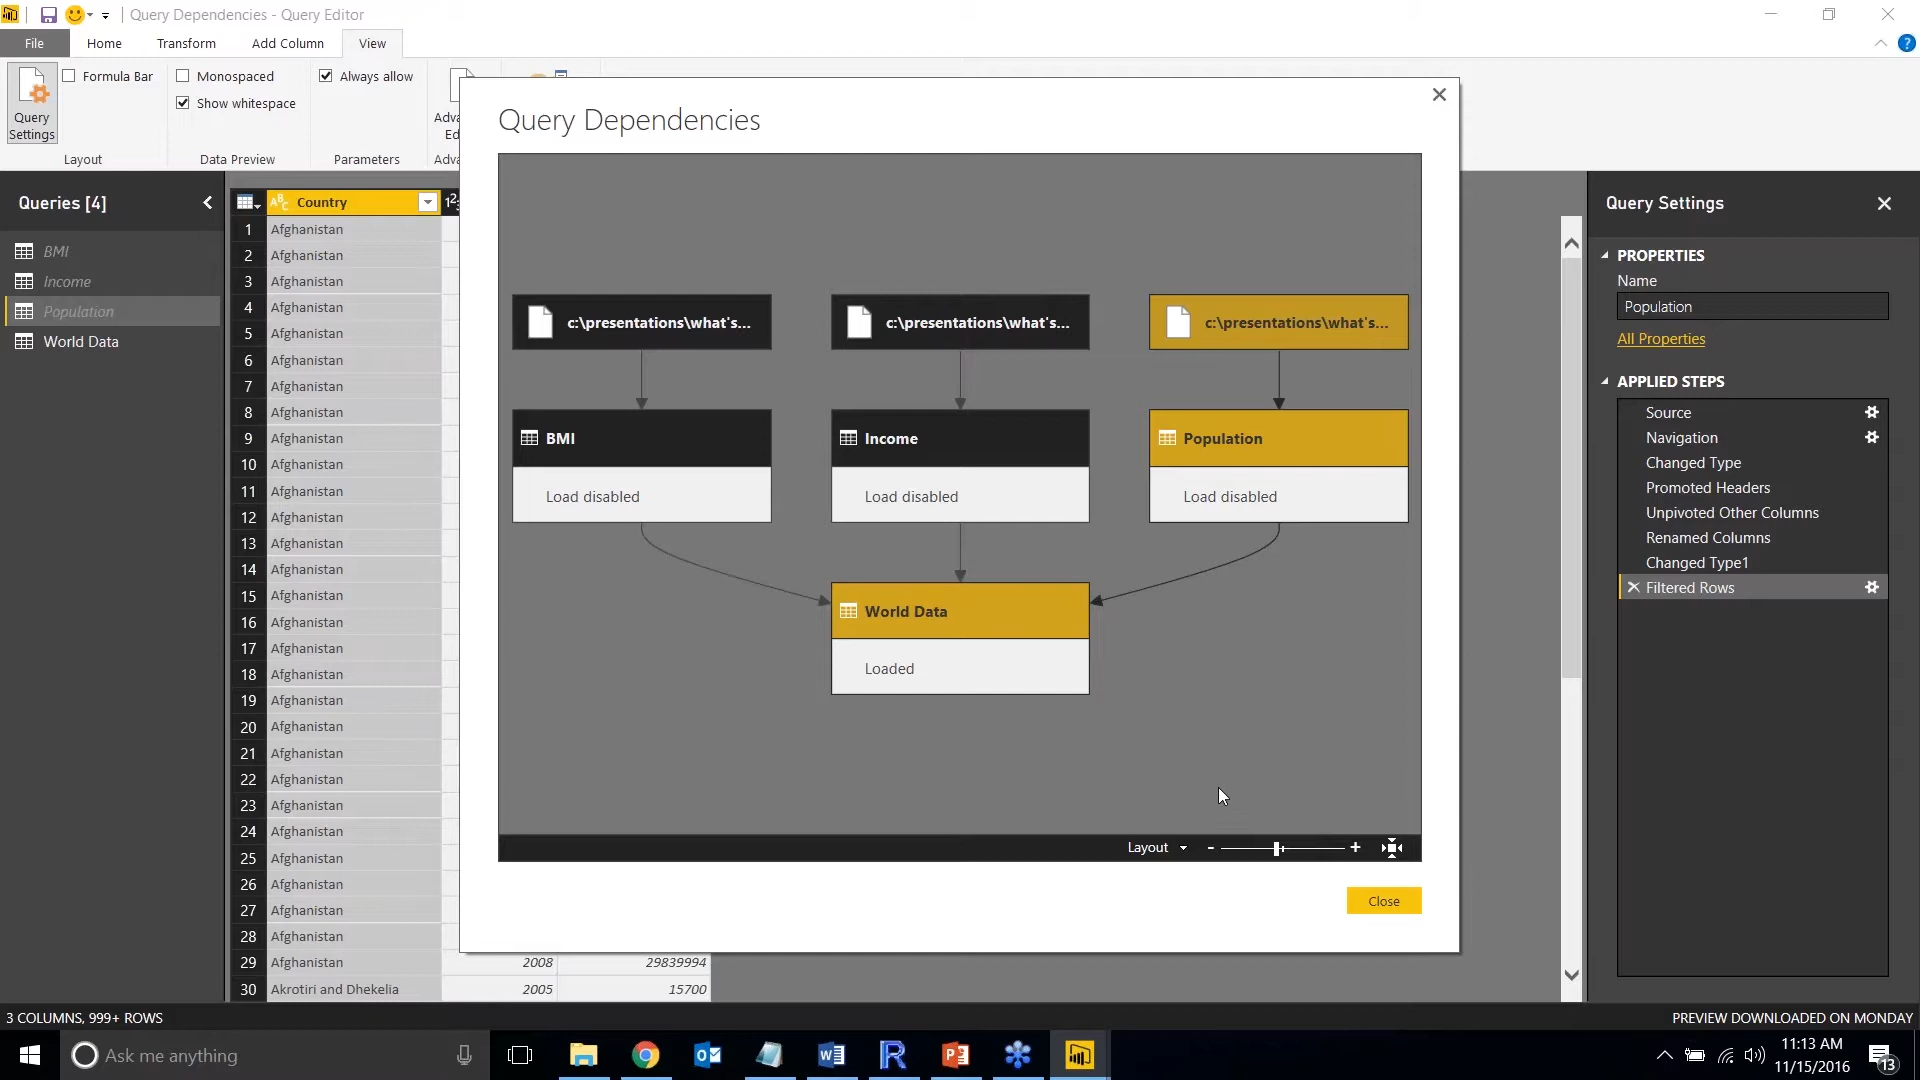 Query Dependencies - Query Editor
File Home Transform Add Column View
Query Settings
Formula Bar
Monospaced
Show whitespace
Always allow
Layout Data Preview Parameters
Queries [4]
BMI
Income
Population
World Data
Country
1 Afghanistan
2 Afghanistan
3 Afghanistan
4 Afghanistan
5 Afghanistan
6 Afghanistan
7 Afghanistan
8 Afghanistan
9 Afghanistan
10 Afghanistan
11 Afghanistan
12 Afghanistan
13 Afghanistan
14 Afghanistan
15 Afghanistan
16 Afghanistan
17 Afghanistan
18 Afghanistan
19 Afghanistan
20 Afghanistan
21 Afghanistan
22 Afghanistan
23 Afghanistan
24 Afghanistan
25 Afghanistan
26 Afghanistan
27 Afghanistan
28 Afghanistan
29 Afghanistan 2008 29839994
30 Akrotiri and Dhekelia 2005 15700
Query Dependencies
c:\presentations\what's... c:\presentations\what's... c:\presentations\what's...
BMI Income Population
Load disabled Load disabled Load disabled
World Data
Loaded
Layout - +
Close
Query Settings
PROPERTIES
Name
Population
All Properties
APPLIED STEPS
Source
Navigation
Changed Type
Promoted Headers
Unpivoted Other Columns
Renamed Columns
Changed Type1
Filtered Rows
3 COLUMNS, 999+ ROWS
PREVIEW DOWNLOADED ON MONDAY
Ask me anything
11:13 AM
11/15/2016
13